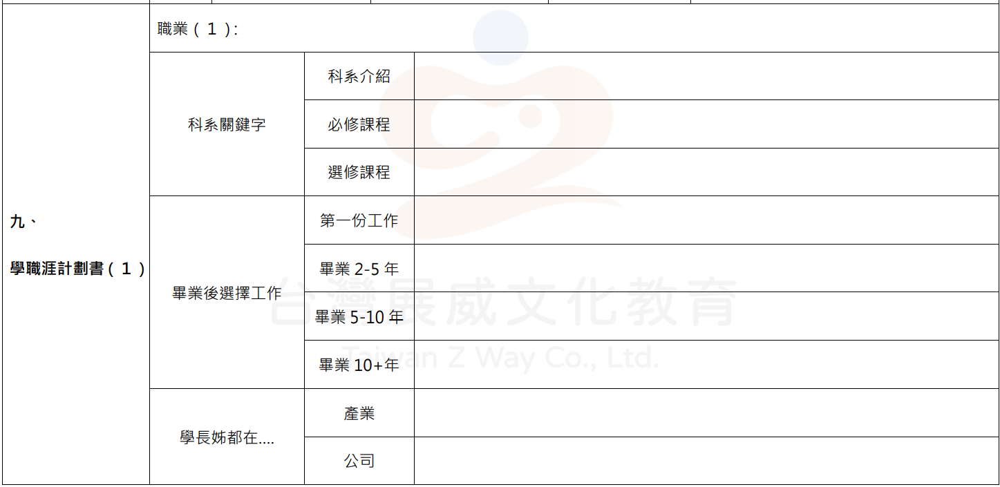 職業（１）:
科系關鍵字
科系介紹
必修課程
選修課程
九、
學職涯計劃書（１）
畢業後選擇工作
第一份工作
畢業 2-5 年
畢業 5-10 年
畢業 10+年
學長姊都在....
產業
公司
台灣展威文化教育
Taiwan Z Way Co., Ltd.